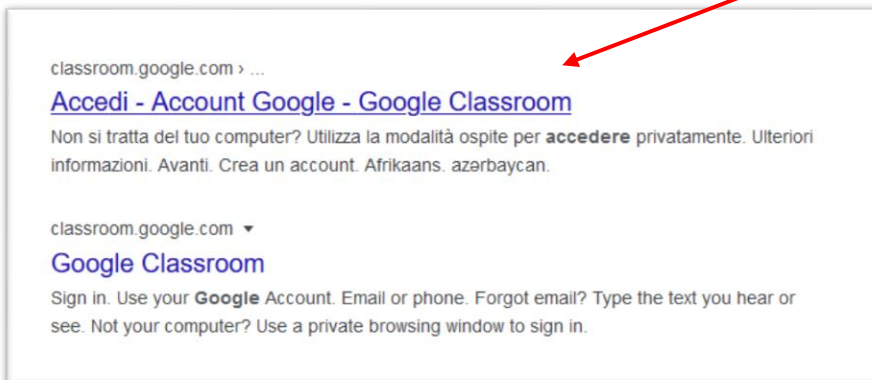 classroom.google.com › ...
Accedi - Account Google - Google Classroom
Non si tratta del tuo computer? Utilizza la modalità ospite per accedere privatamente. Ulteriori
informazioni. Avanti. Crea un account. Afrikaans. azərbaycan.
classroom.google.com ▼
Google Classroom
Sign in. Use your Google Account. Email or phone. Forgot email? Type the text you hear or
see. Not your computer? Use a private browsing window to sign in.